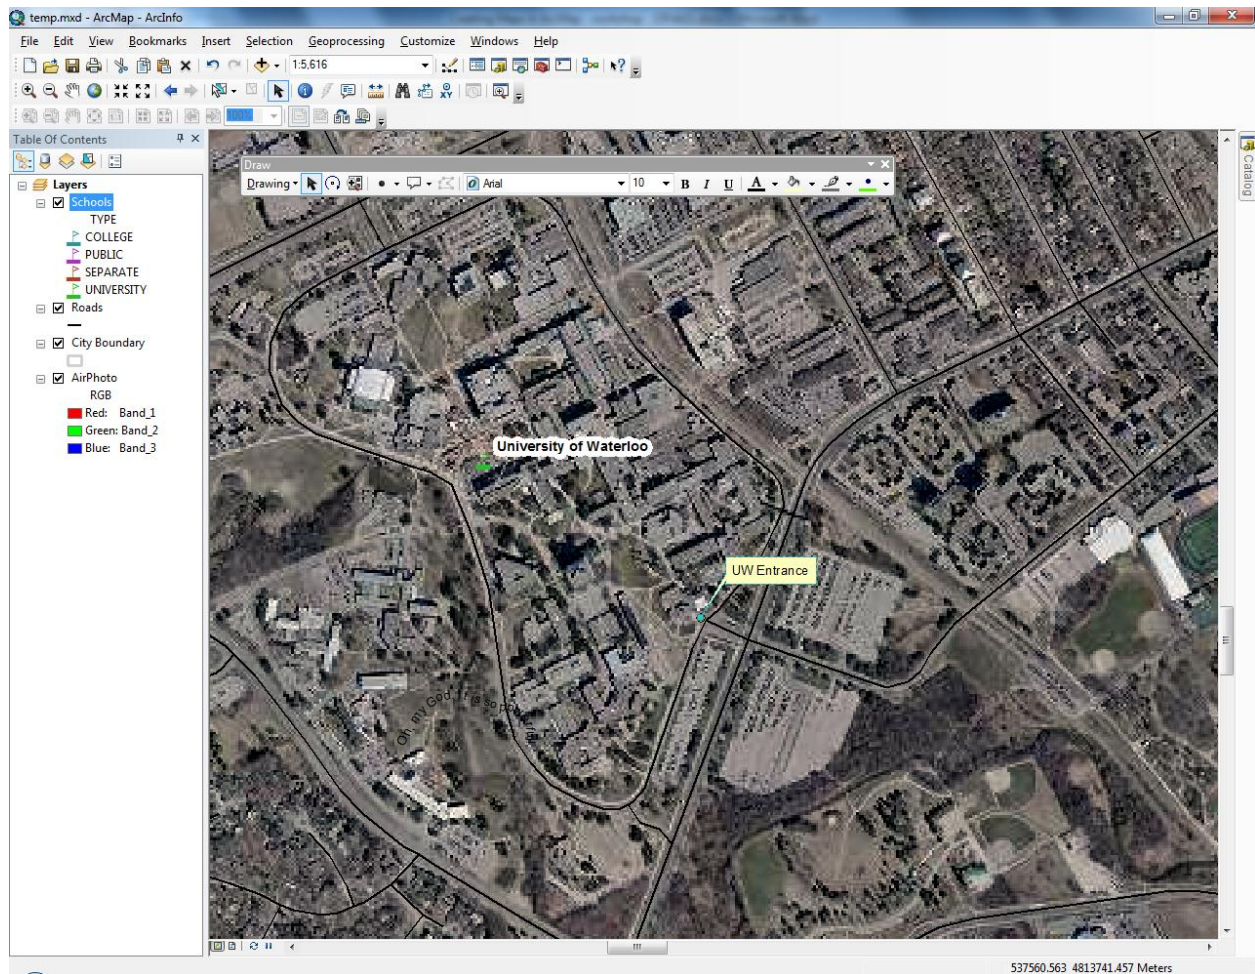 temp.mxd - ArcMap - ArcInfo
File Edit View Bookmarks Insert Selection Geoprocessing Customize Windows Help
1:5,616
100%
Table Of Contents
Layers
Schools
TYPE
COLLEGE
PUBLIC
SEPARATE
UNIVERSITY
Roads
City Boundary
AirPhoto
RGB
Red: Band_1
Green: Band_2
Blue: Band_3
Draw
Drawing Arial 10 B I U A
Catalog
University of Waterloo
UW Entrance
Oh, my God! It is so
537560.563 4813741.457 Meters